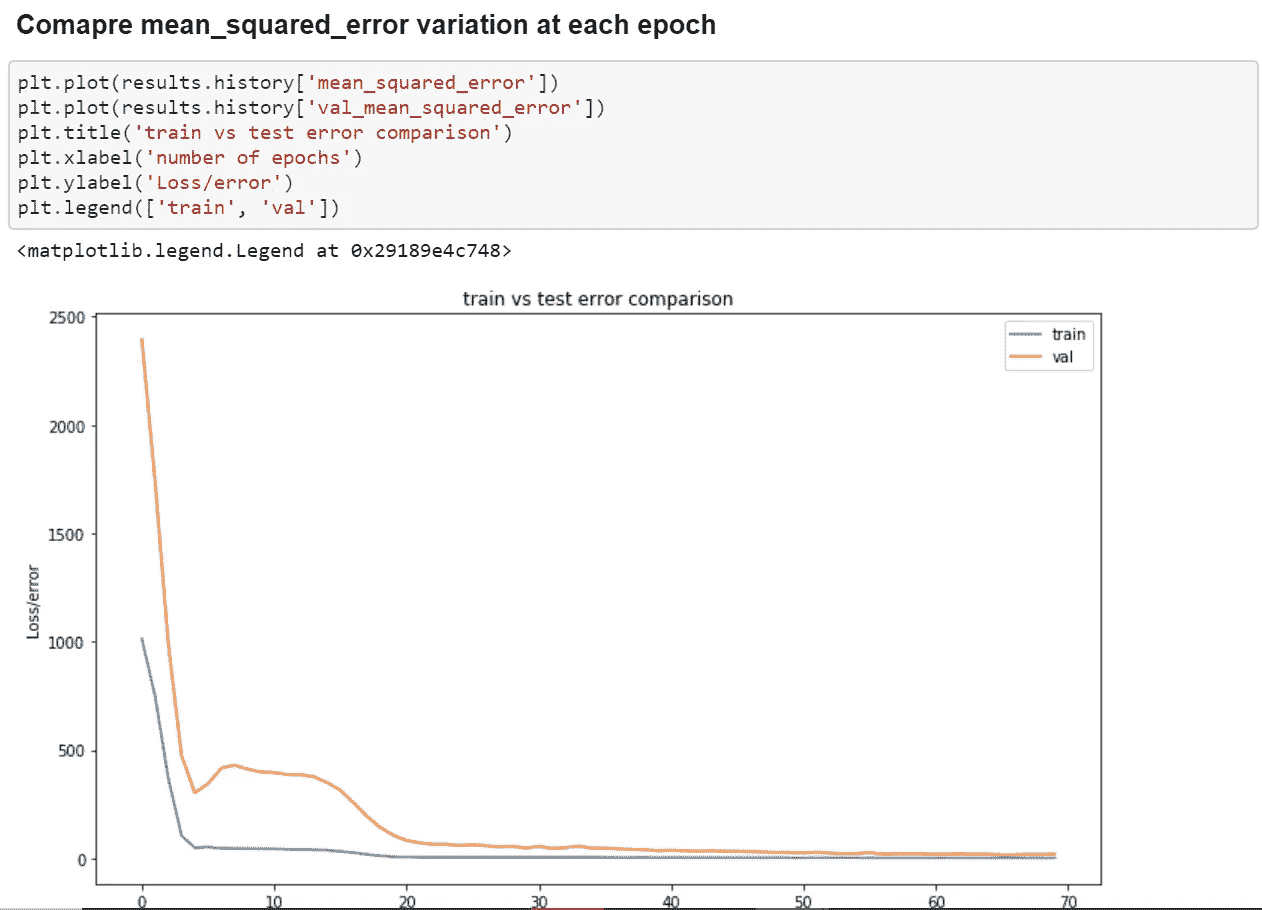 Comapre mean_squared_error variation at each epoch
plt.plot(results.history['mean_squared_error'])
plt.plot(results.history['val_mean_squared_error'])
plt.title('train vs test error comparison')
plt.xlabel('number of epochs')
plt.ylabel('Loss/error')
plt.legend(['train', 'val'])
<matplotlib.legend.Legend at 0x29189e4c748>
train vs test error comparison
train
val
2500
2000
1500
1000
500
0
Loss/error
0 10 20 30 40 50 60 70